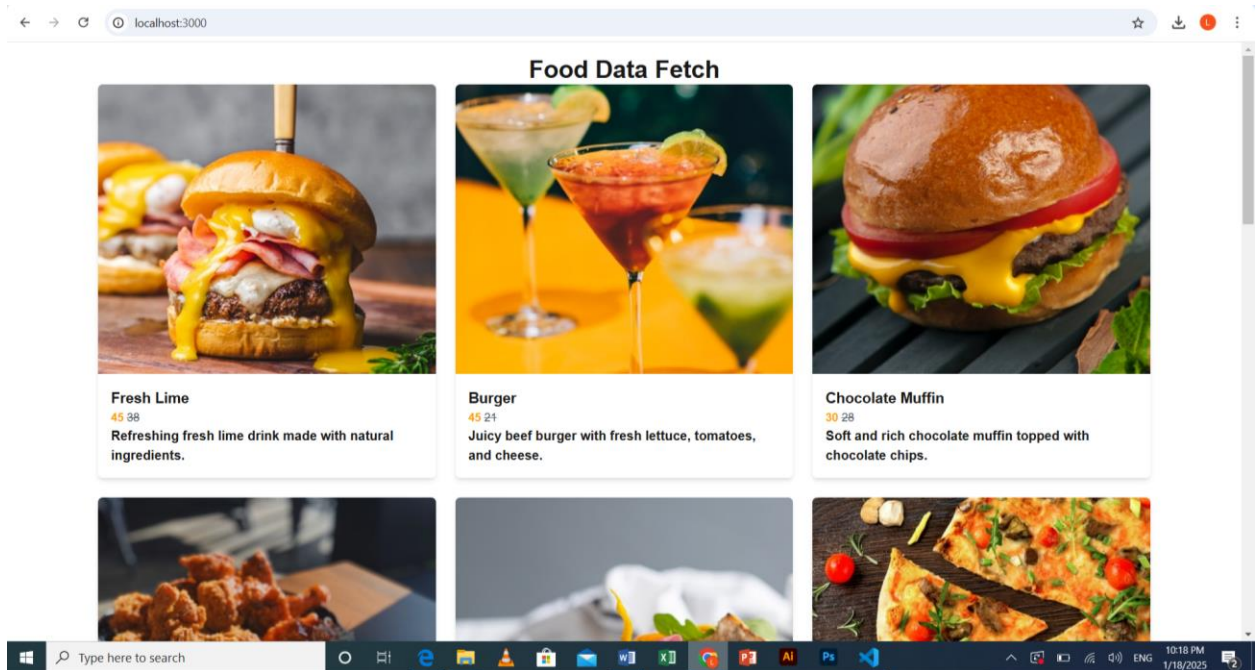 localhost:3000
L
Food Data Fetch
Fresh Lime
45 38
Refreshing fresh lime drink made with natural
ingredients.
Burger
45 21
Juicy beef burger with fresh lettuce, tomatoes,
and cheese.
Chocolate Muffin
30 28
Soft and rich chocolate muffin topped with
chocolate chips.
Type here to search
Ai
Ps
ENG
10:18 PM
1/18/2025